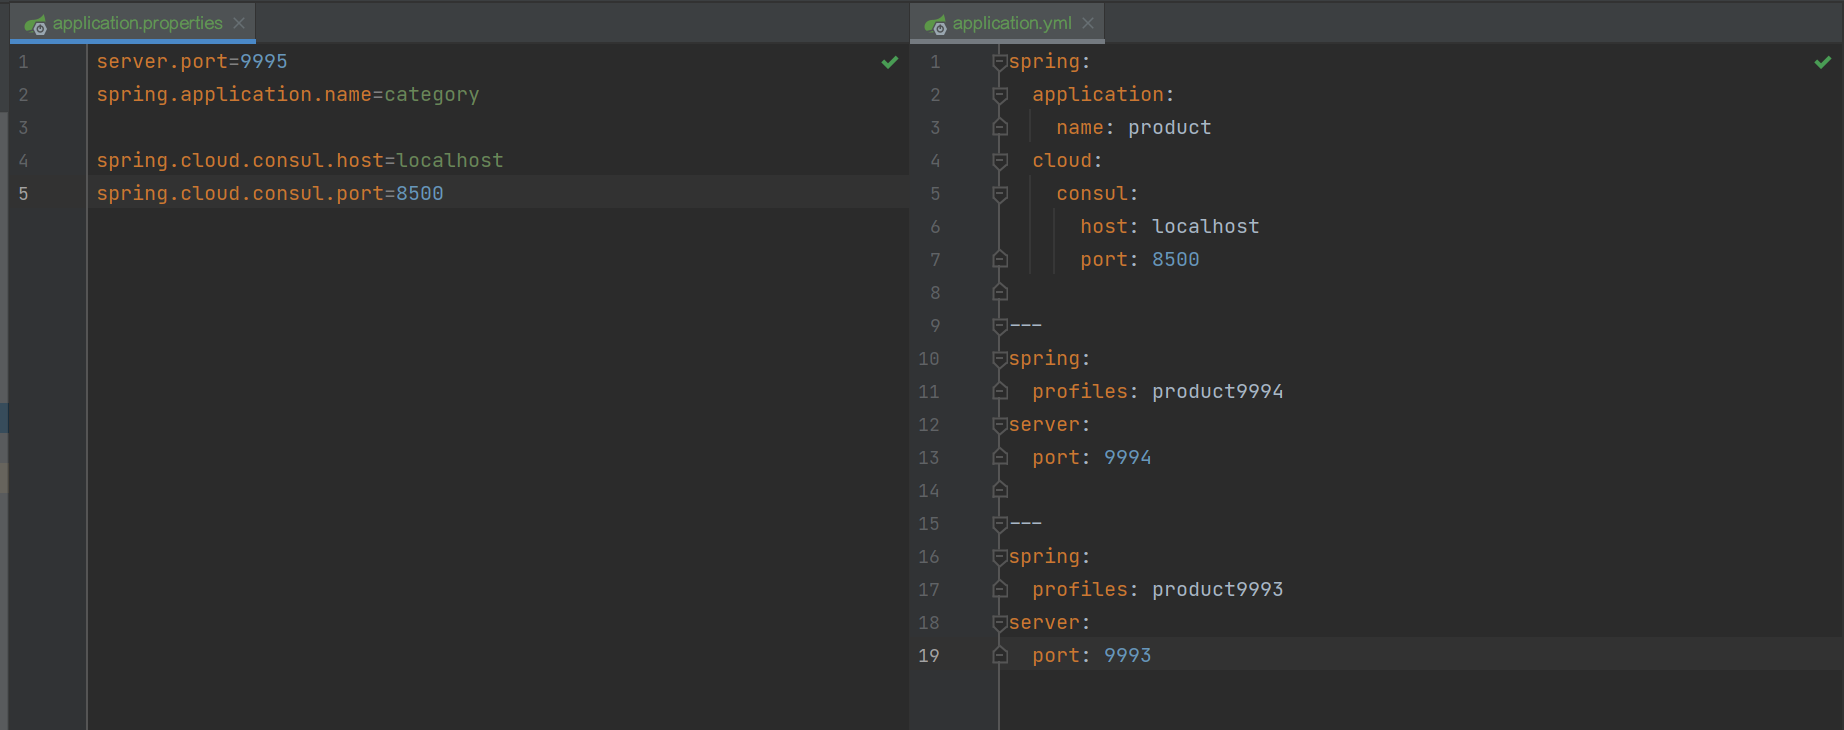 application.properties
1 server.port=9995
2 spring.application.name=category
3
4 spring.cloud.consul.host=localhost
5 spring.cloud.consul.port=8500
application.yml
1 spring:
2   application:
3     name: product
4   cloud:
5     consul:
6       host: localhost
7       port: 8500
8
9 ---
10 spring:
11   profiles: product9994
12 server:
13   port: 9994
14
15 ---
16 spring:
17   profiles: product9993
18 server:
19   port: 9993